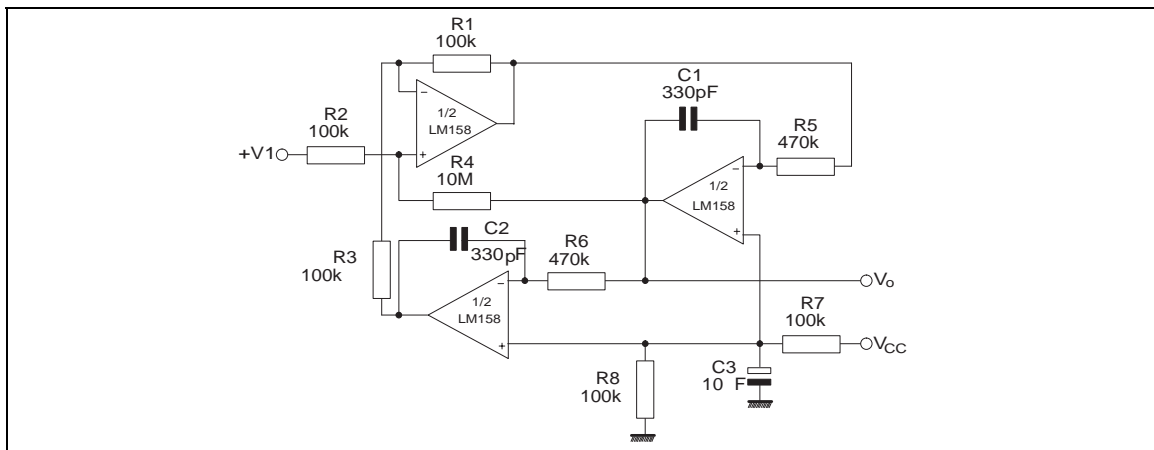 R1
100k
C1
330pF
R5
470k
1/2
LM158
R2
100k
+V1
R4
10M
1/2
LM158
C2
330pF
R6
470k
R3
100k
1/2
LM158
Vo
R7
100k
VCC
C3
10 F
R8
100k
- + - + - +